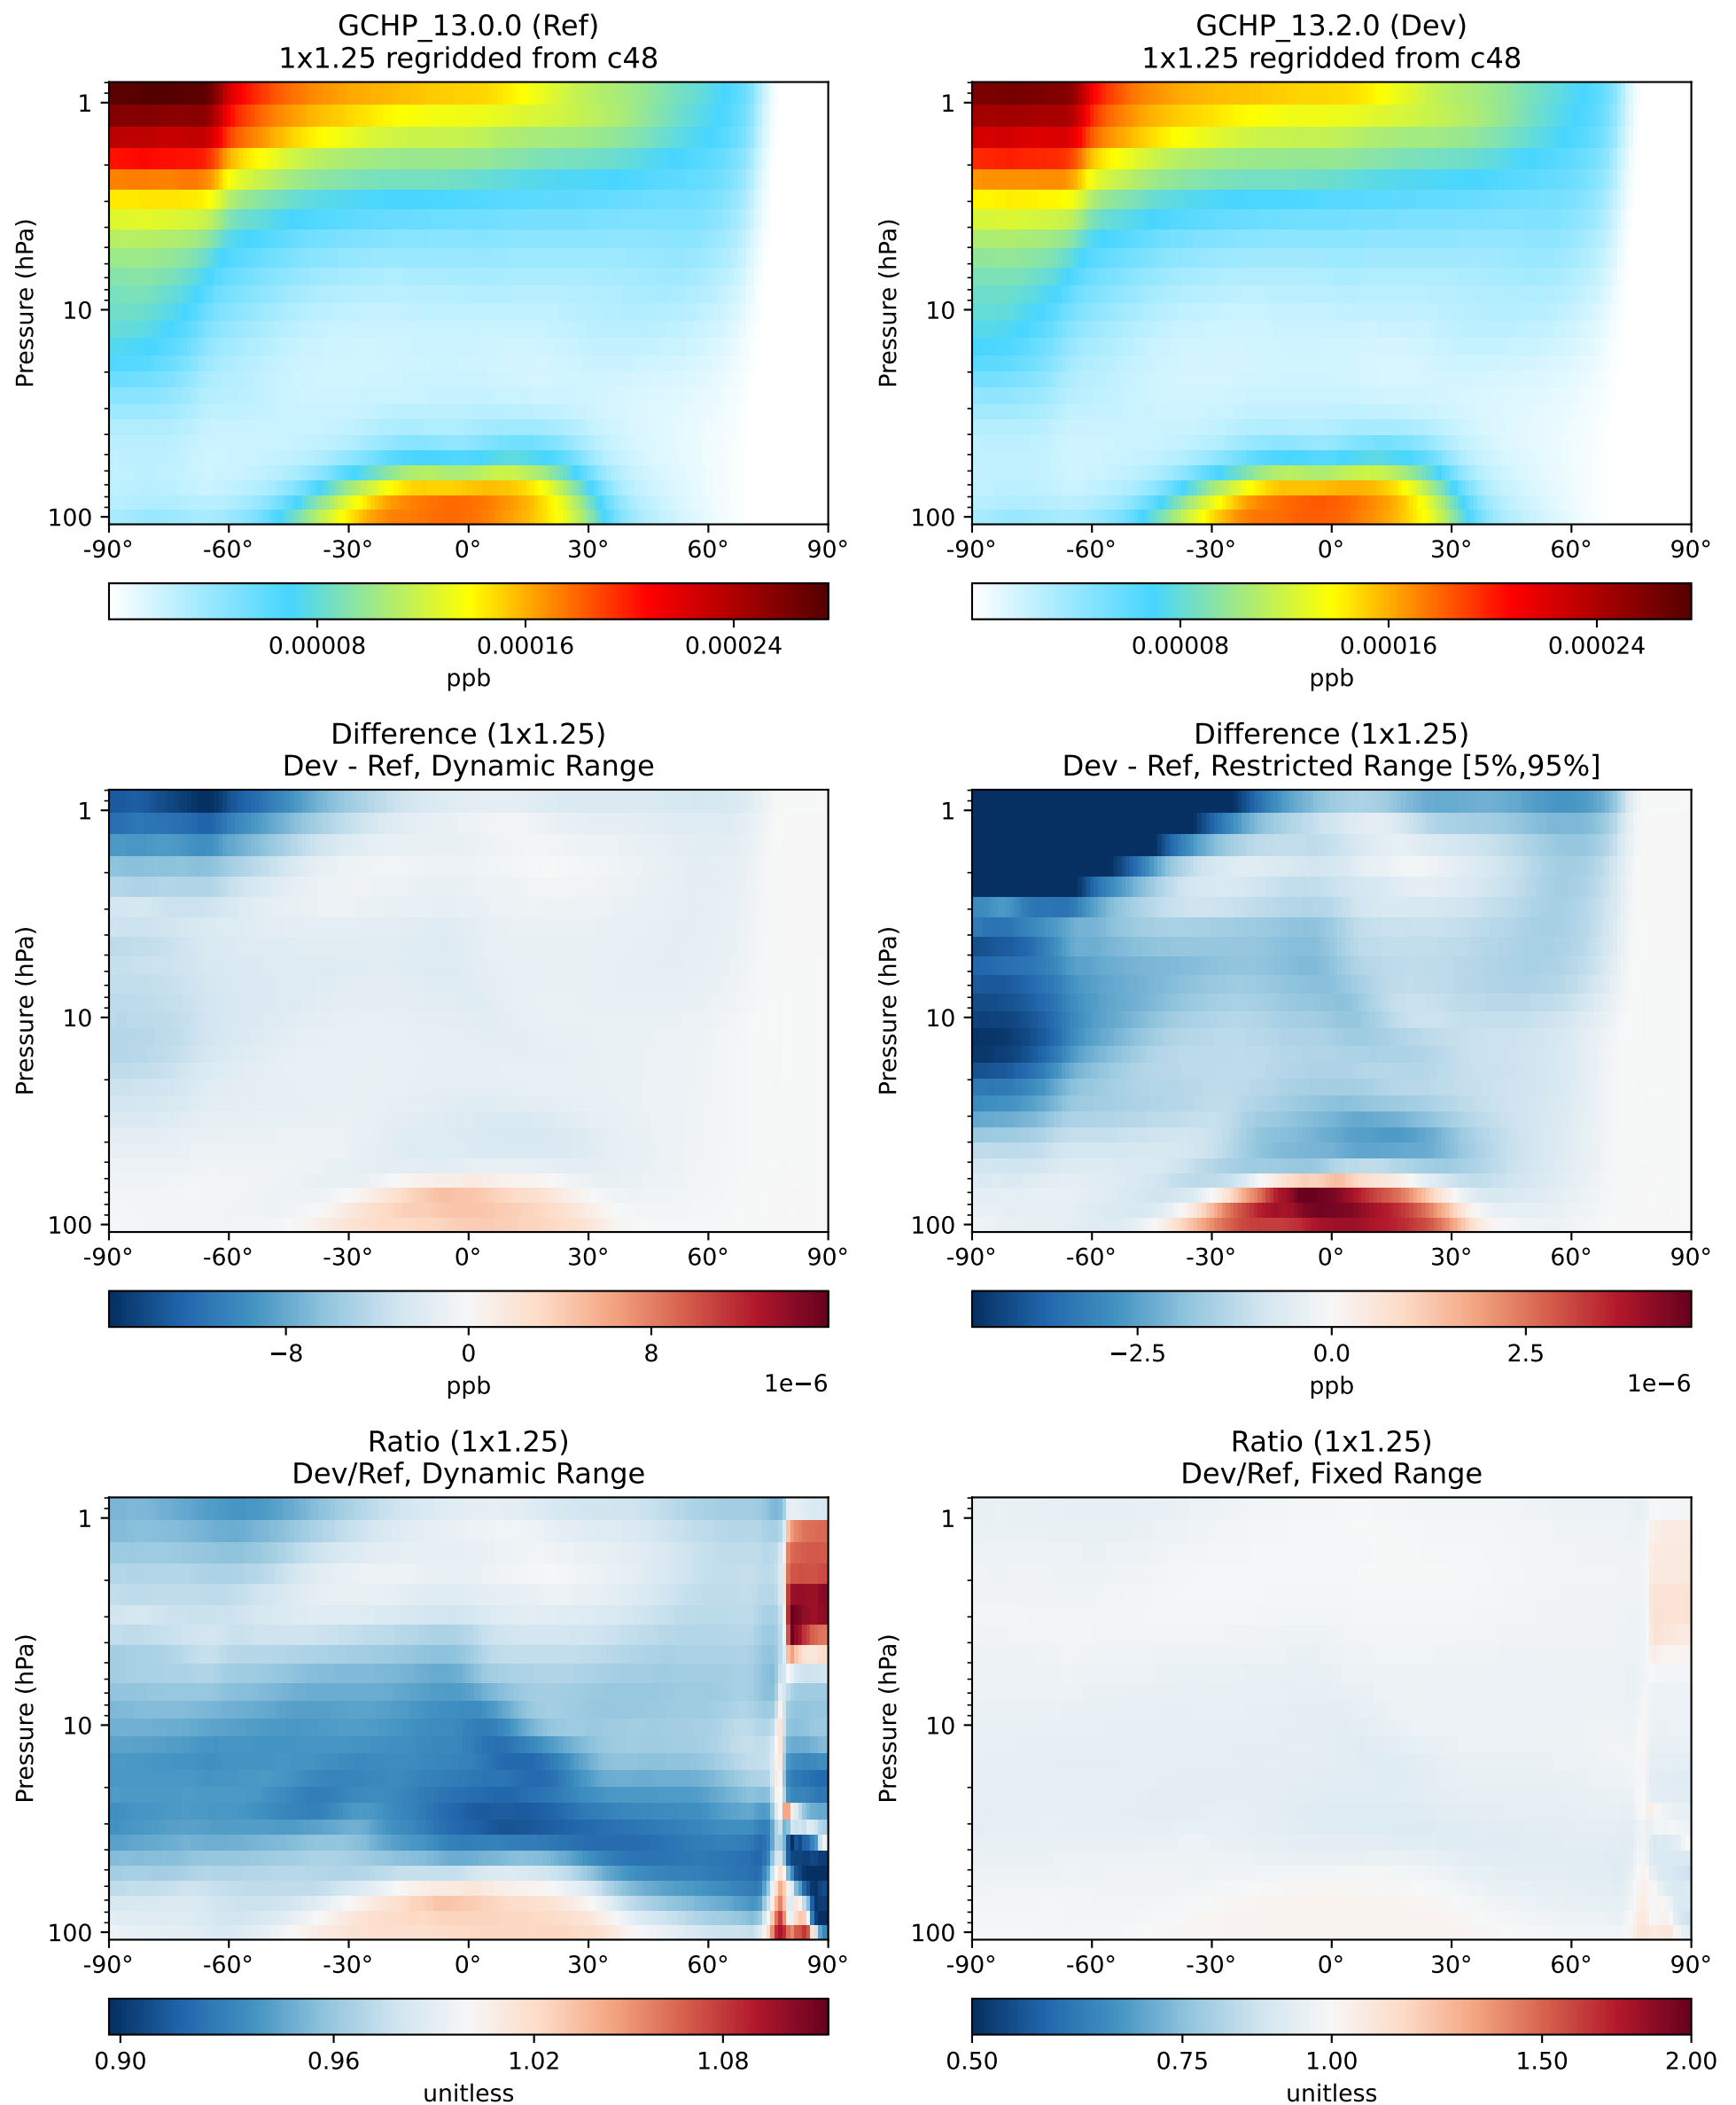 GCHP_13.0.0 (Ref)
1x1.25 regridded from c48
Pressure (hPa)
1
10
100
-90° -60° -30° 0° 30° 60° 90°
0.00008 0.00016 0.00024
ppb
GCHP_13.2.0 (Dev)
1x1.25 regridded from c48
Pressure (hPa)
1
10
100
-90° -60° -30° 0° 30° 60° 90°
0.00008 0.00016 0.00024
ppb
Difference (1x1.25)
Dev - Ref, Dynamic Range
Pressure (hPa)
1
10
100
-90° -60° -30° 0° 30° 60° 90°
−8 0 8
ppb
1e−6
Difference (1x1.25)
Dev - Ref, Restricted Range [5%,95%]
Pressure (hPa)
1
10
100
-90° -60° -30° 0° 30° 60° 90°
−2.5 0.0 2.5
ppb
1e−6
Ratio (1x1.25)
Dev/Ref, Dynamic Range
Pressure (hPa)
1
10
100
-90° -60° -30° 0° 30° 60° 90°
0.90 0.96 1.02 1.08
unitless
Ratio (1x1.25)
Dev/Ref, Fixed Range
Pressure (hPa)
1
10
100
-90° -60° -30° 0° 30° 60° 90°
0.50 0.75 1.00 1.50 2.00
unitless